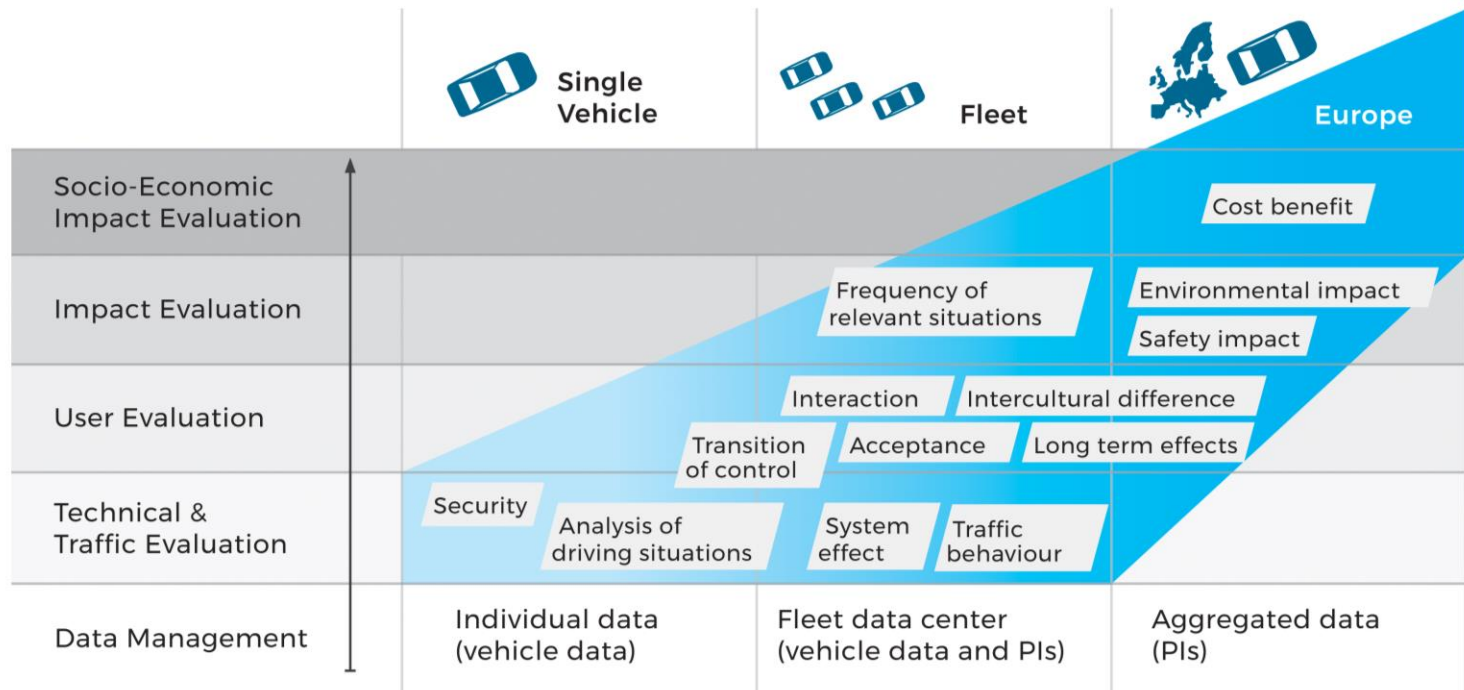 Single
Vehicle
Fleet
Europe
Socio-Economic
Impact Evaluation
Cost benefit
Impact Evaluation
Frequency of
relevant situations
Environmental impact
Safety impact
User Evaluation
Interaction
Intercultural difference
Transition
of control
Acceptance
Long term effects
Technical &
Traffic Evaluation
Security
Analysis of
driving situations
System
effect
Traffic
behaviour
Data Management
Individual data
(vehicle data)
Fleet data center
(vehicle data and PIs)
Aggregated data
(PIs)